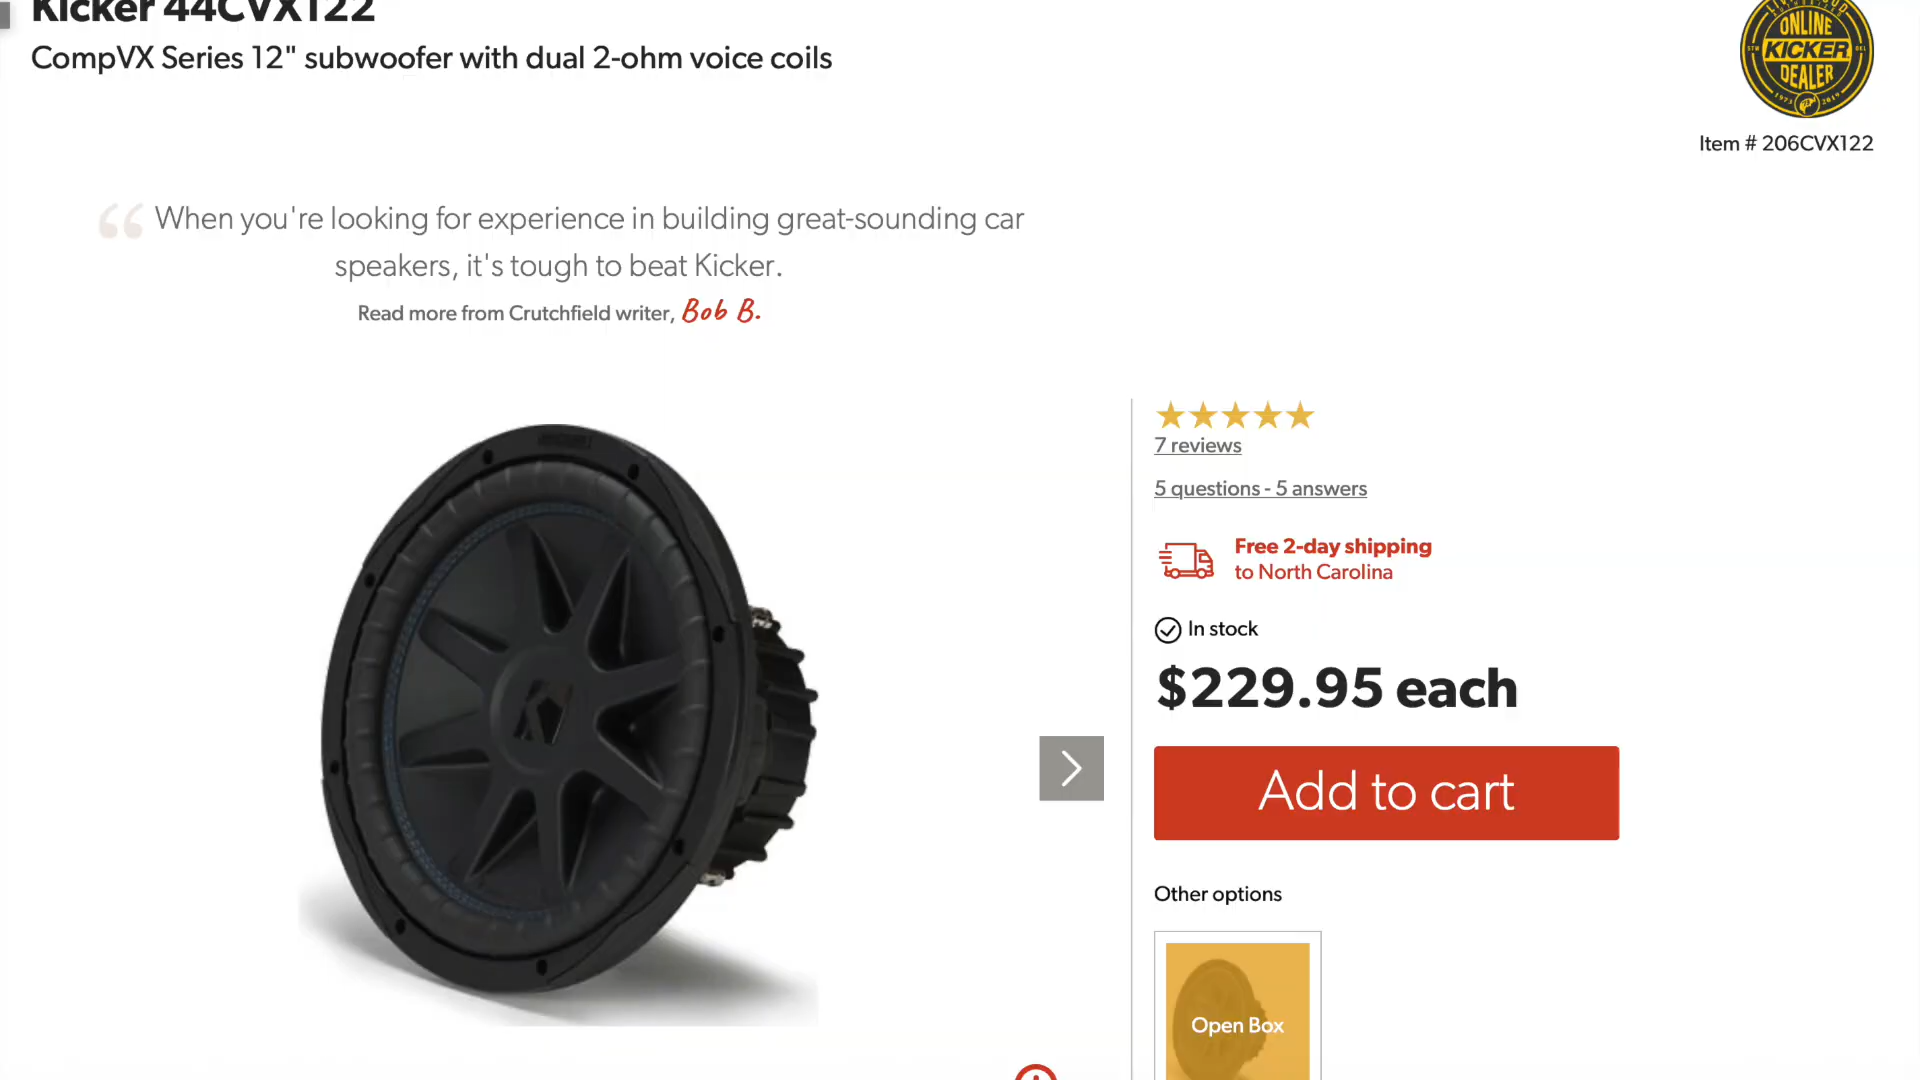 Kicker 44CVX122
CompVX Series 12" subwoofer with dual 2-ohm voice coils
ONLINE
KICKER
DEALER
Item # 206CVX122
“ When you're looking for experience in building great-sounding car
speakers, it's tough to beat Kicker.
Read more from Crutchfield writer, Bob B.
7 reviews
5 questions - 5 answers
Free 2-day shipping
to North Carolina
In stock
$229.95 each
Add to cart
Other options
Open Box